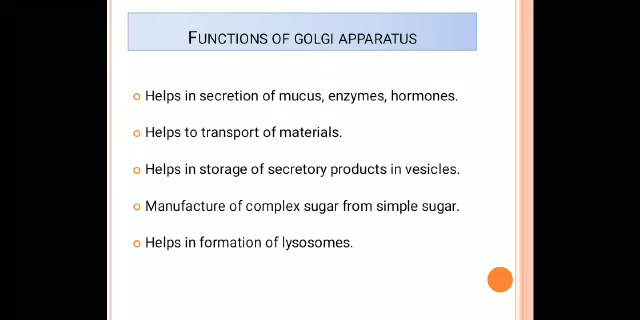 FUNCTIONS OF GOLGI APPARATUS
Helps in secretion of mucus, enzymes, hormones.
Helps to transport of materials.
Helps in storage of secretory products in vesicles.
Manufacture of complex sugar from simple sugar.
Helps in formation of lysosomes.